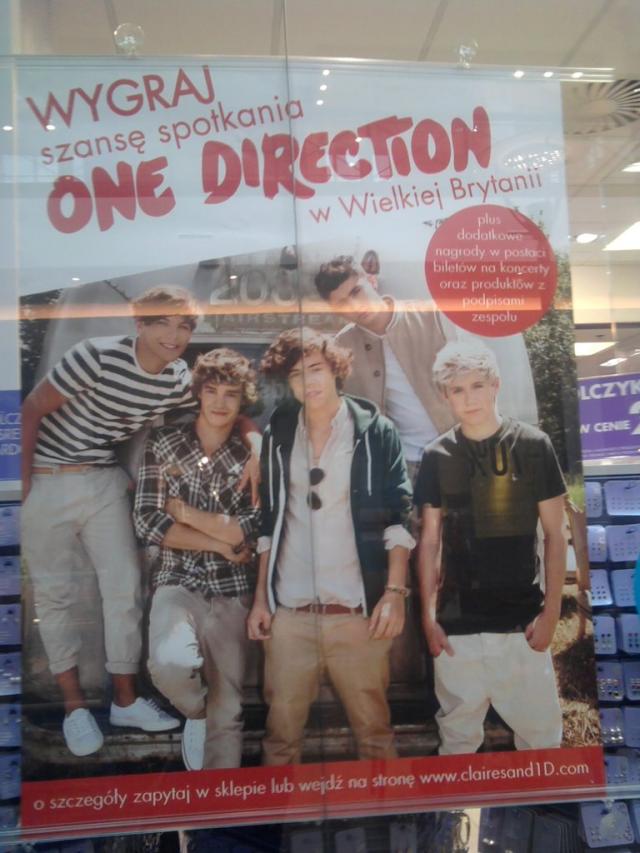 WYGRAJ
szansę spotkania
ONE DIRECTION
w Wielkiej Brytanii
plus
dodatkowe
nagrody w postaci
biletów na koncerty
oraz produktów z
podpisami
zespołu
o szczegóły zapytaj w sklepie lub wejdź na stronę www.clairesand1D.com
W CENIE